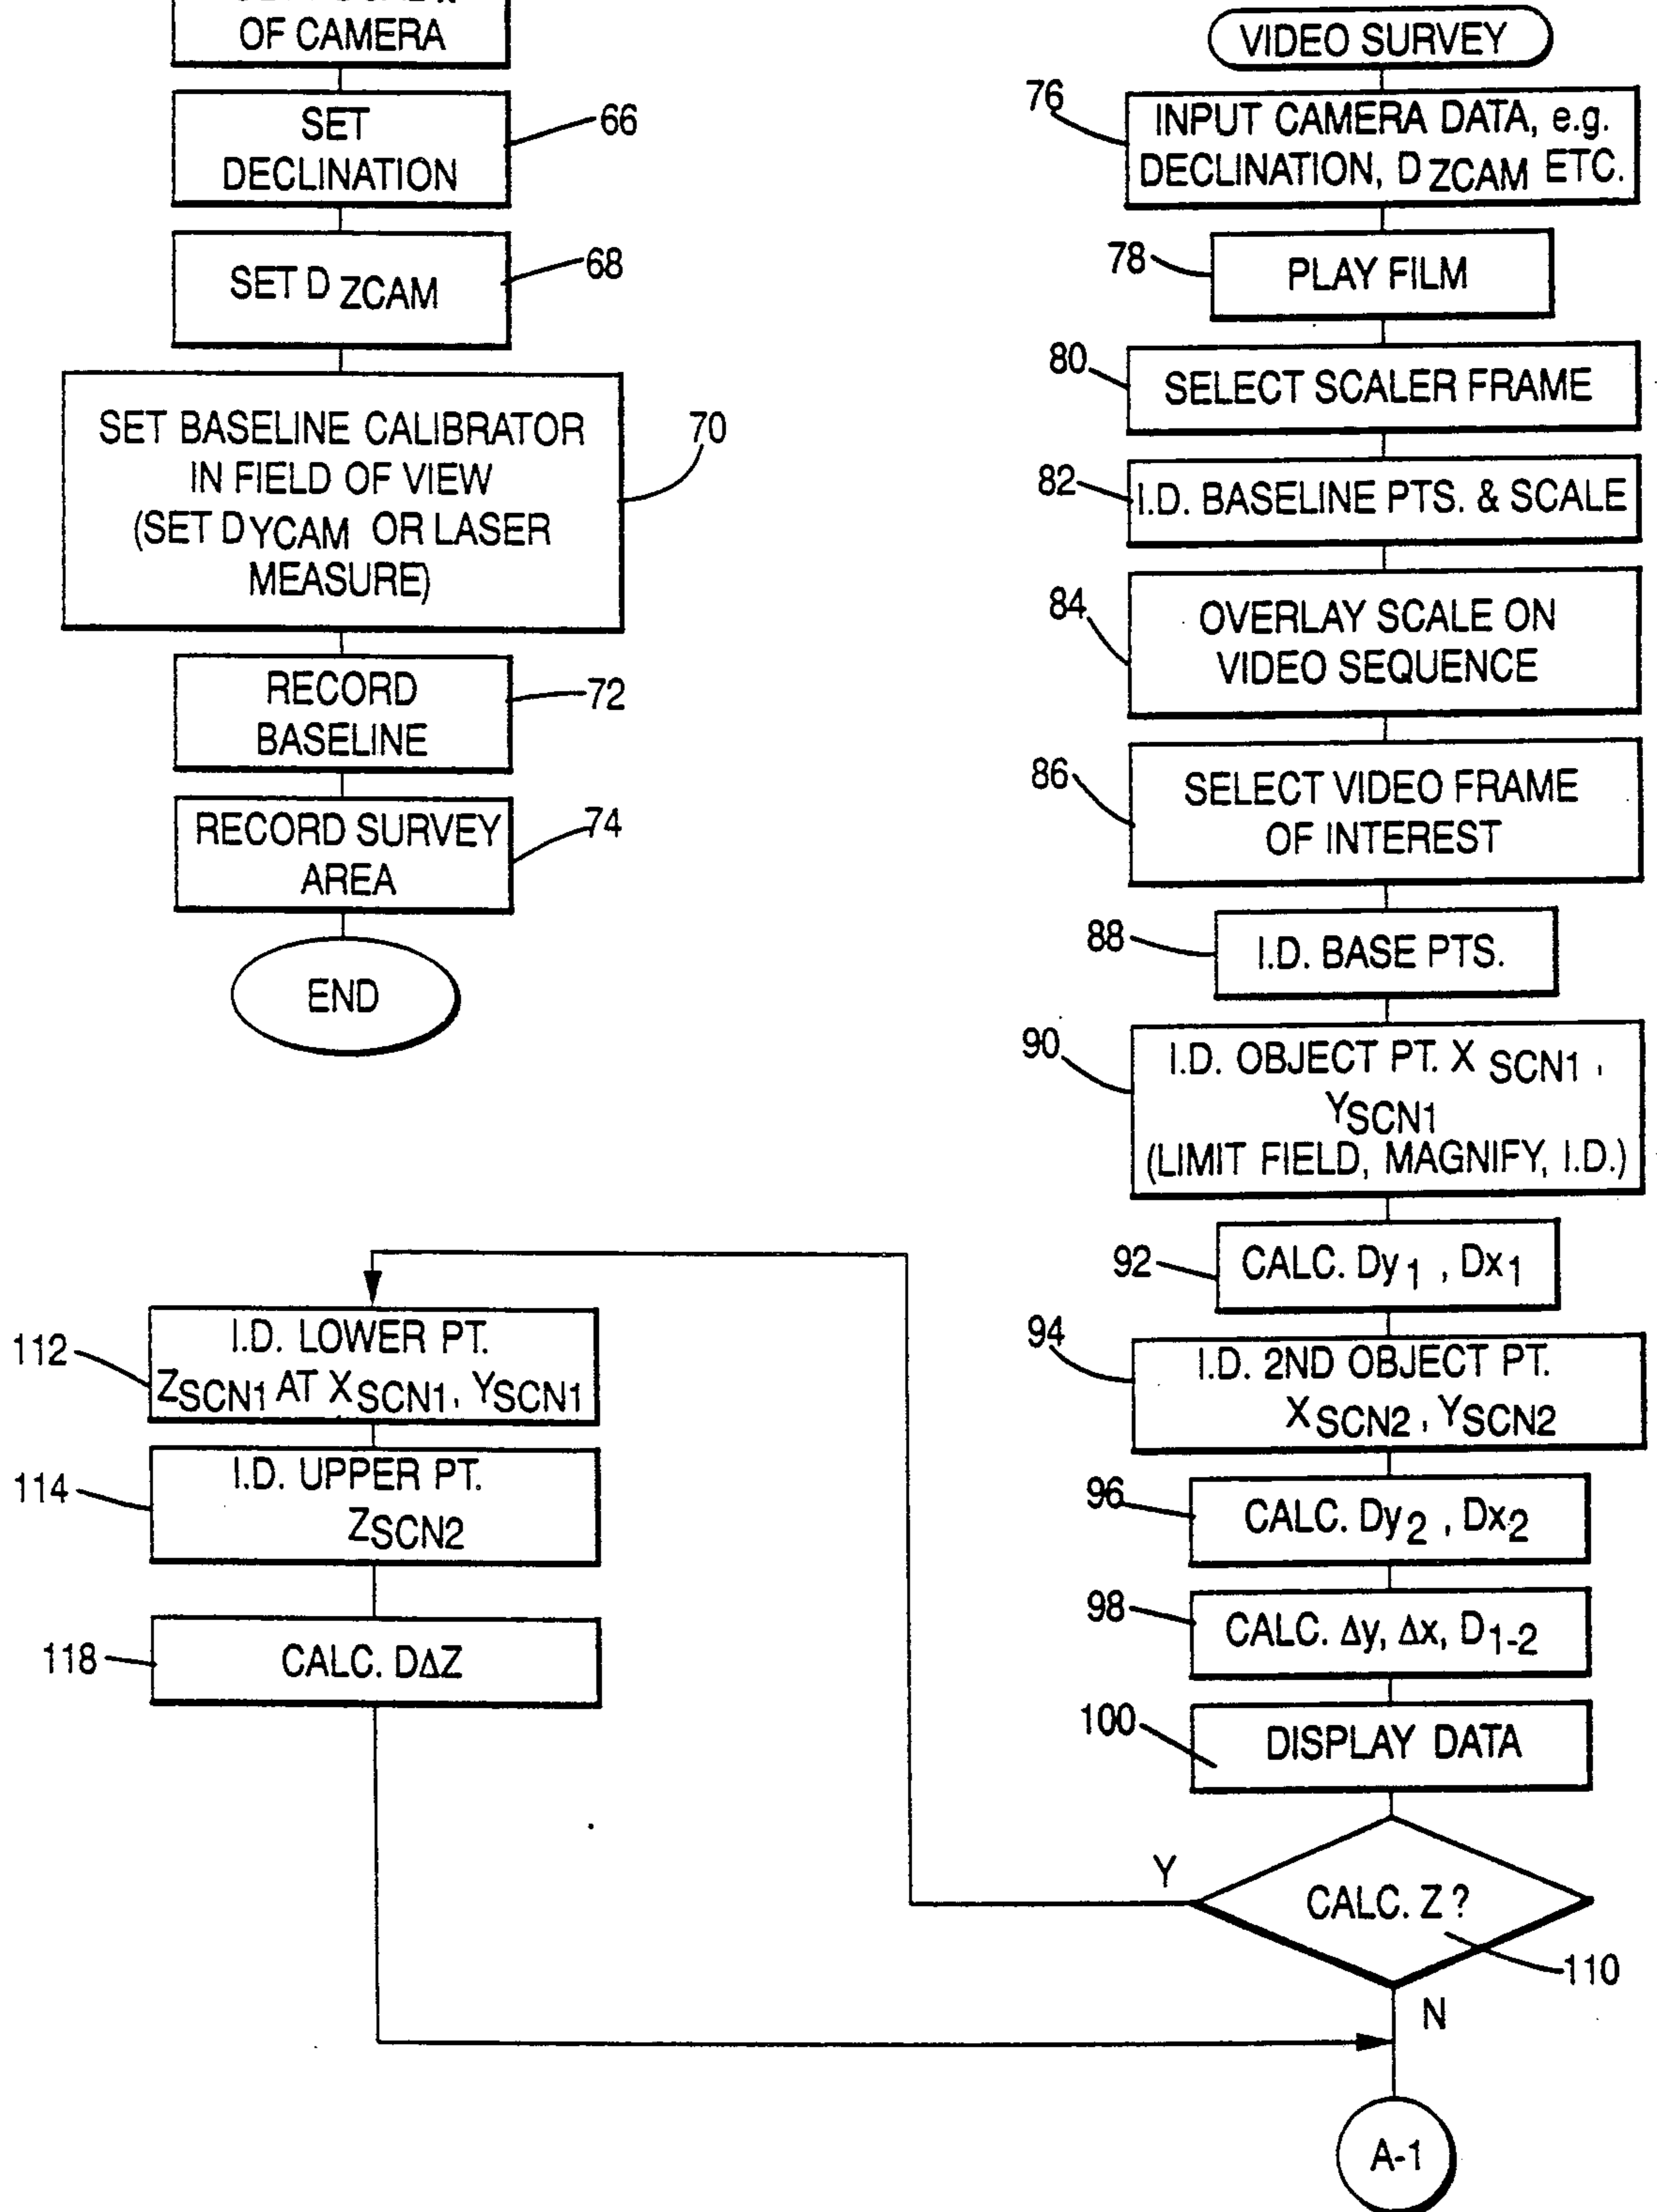 OF CAMERA
SET
DECLINATION
66
SET D ZCAM
68
SET BASELINE CALIBRATOR
IN FIELD OF VIEW
(SET DYCAM OR LASER
MEASURE)
70
RECORD
BASELINE
72
RECORD SURVEY
AREA
74
END
VIDEO SURVEY
76
INPUT CAMERA DATA, e.g.
DECLINATION, D ZCAM ETC.
78
PLAY FILM
80
SELECT SCALER FRAME
82
I.D. BASELINE PTS. & SCALE
84
OVERLAY SCALE ON
VIDEO SEQUENCE
86
SELECT VIDEO FRAME
OF INTEREST
88
I.D. BASE PTS.
90
I.D. OBJECT PT. X SCN1 ,
YSCN1
(LIMIT FIELD, MAGNIFY, I.D.)
92
CALC. Dy1 , Dx1
94
I.D. 2ND OBJECT PT.
XSCN2 , YSCN2
96
CALC. Dy2 , Dx2
98
CALC. Δy, Δx, D1-2
100
DISPLAY DATA
CALC. Z ?
110
Y
N
112
I.D. LOWER PT.
ZSCN1 AT XSCN1, YSCN1
114
I.D. UPPER PT.
ZSCN2
118
CALC. DΔZ
A-1